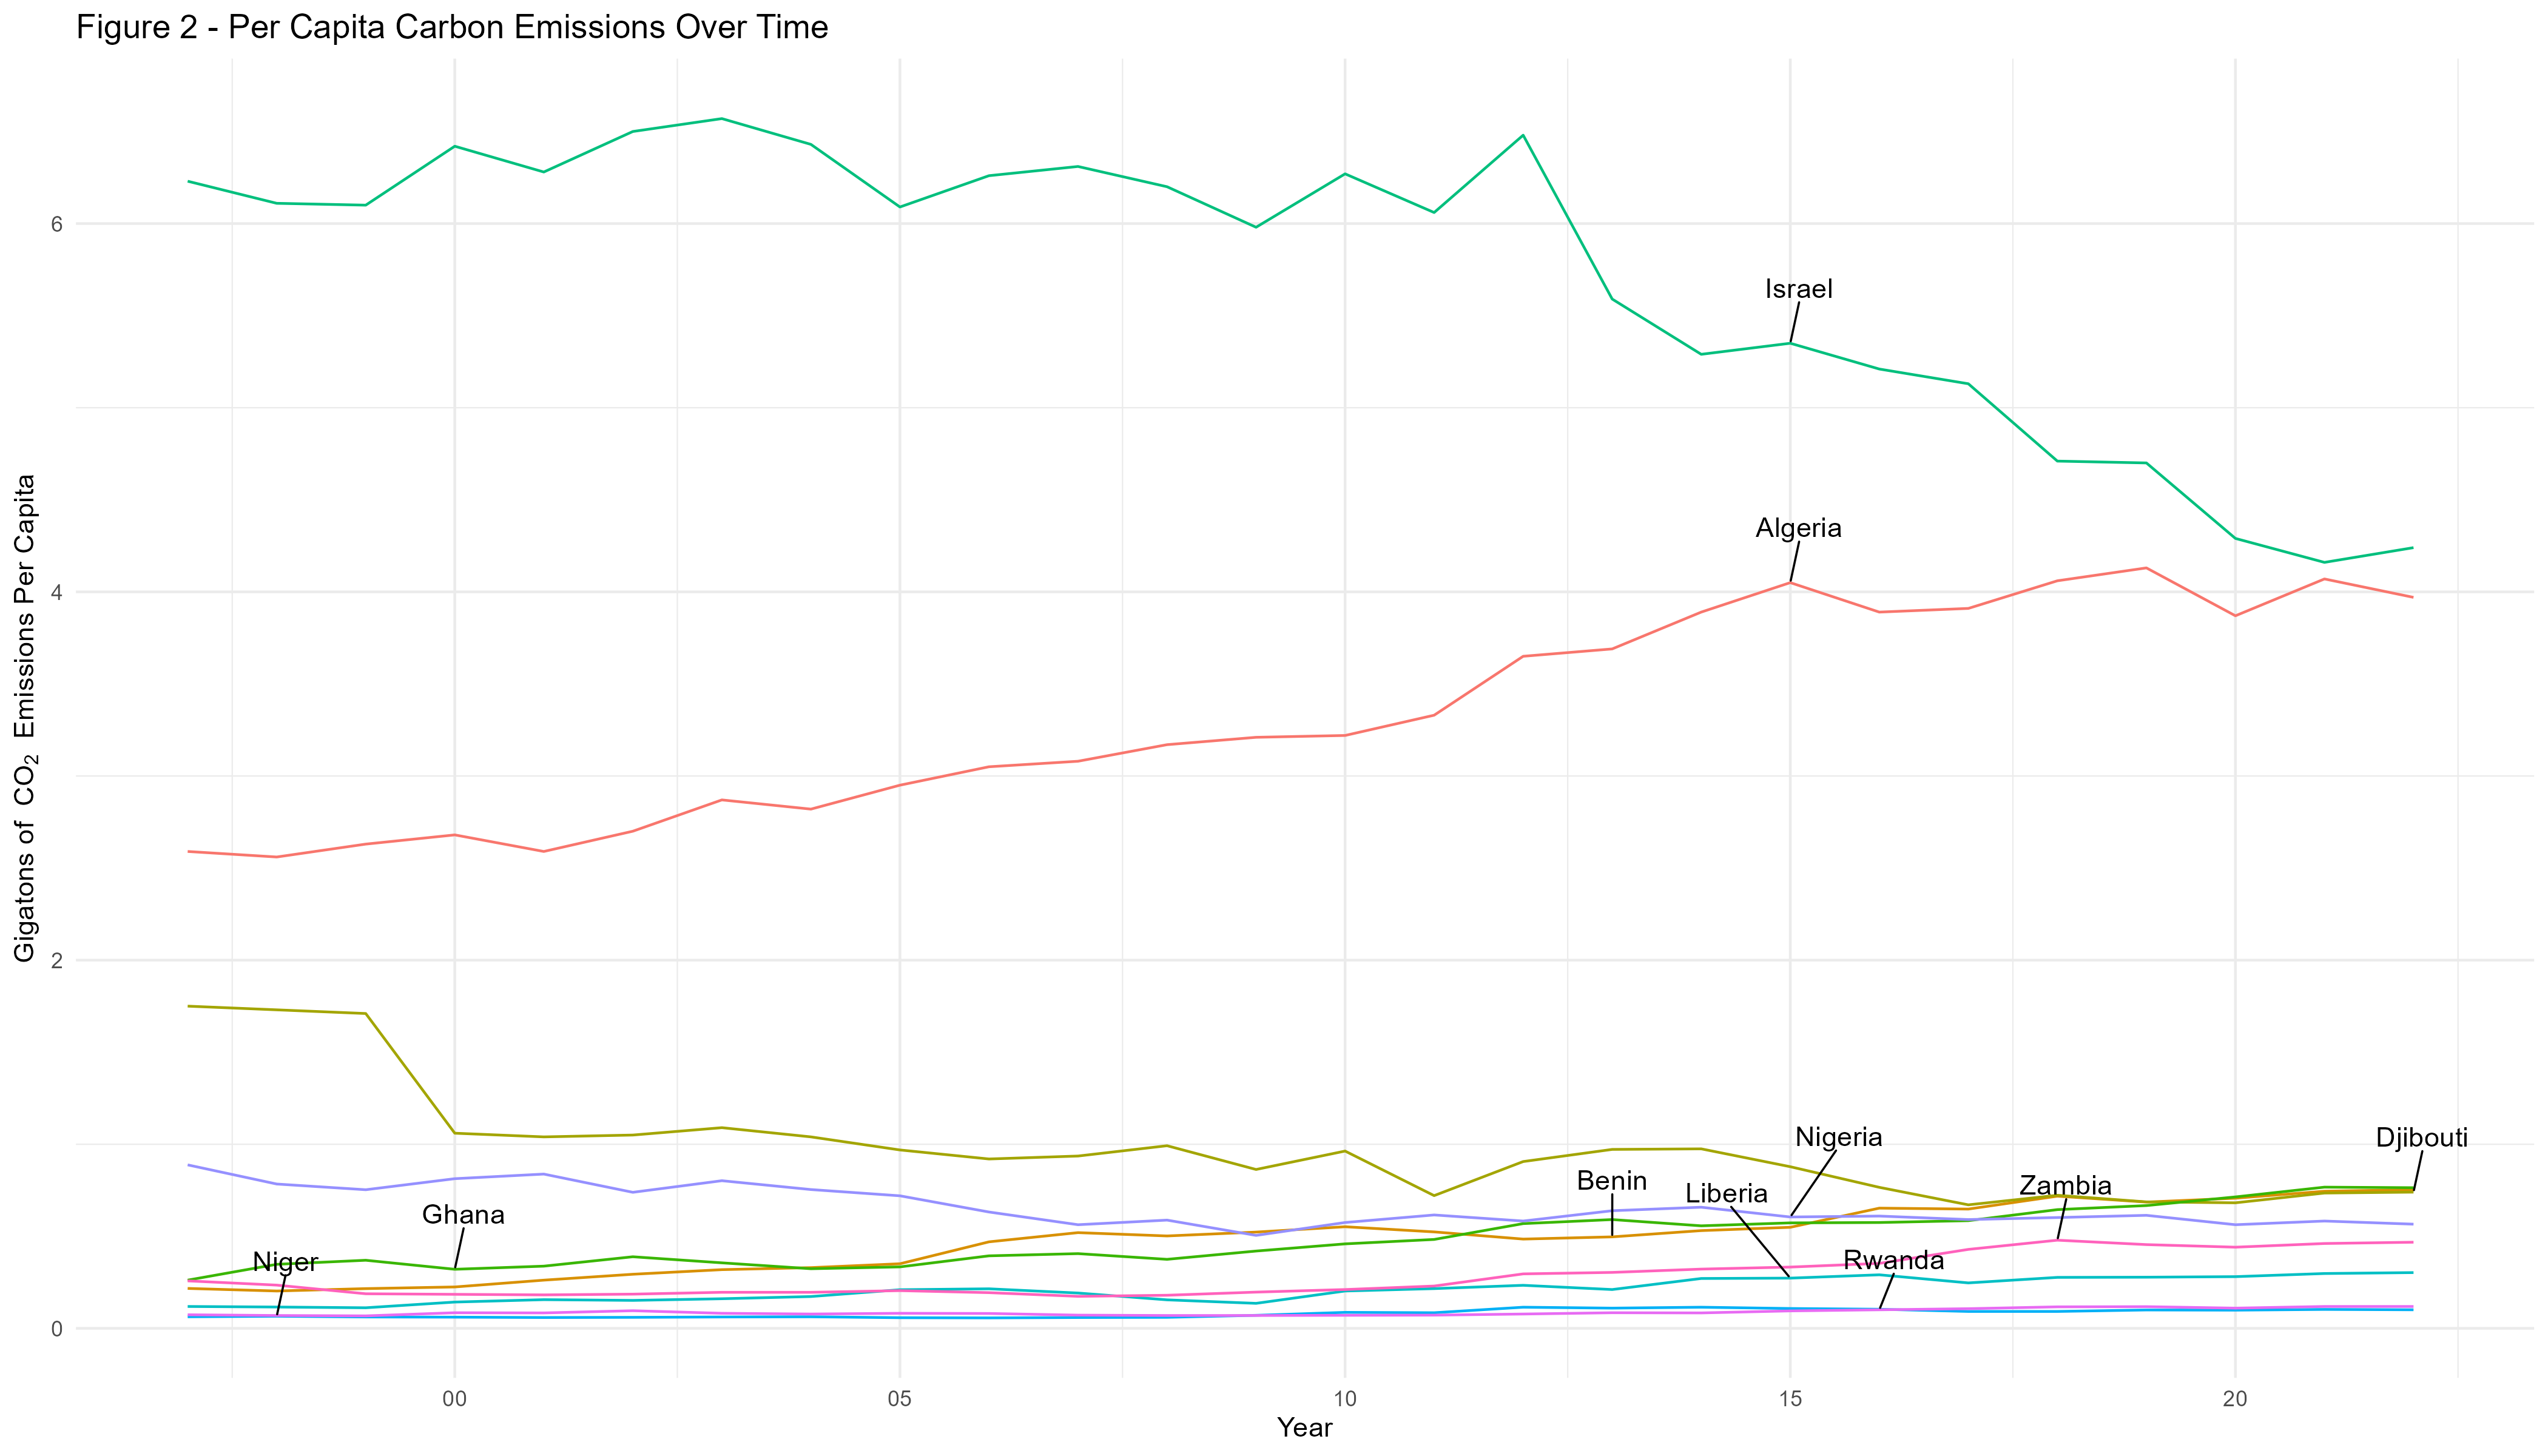 Figure 2 - Per Capita Carbon Emissions Over Time
Gigatons of CO₂ Emissions Per Capita
6
4
2
0
Israel
Algeria
Nigeria
Djibouti
Benin
Zambia
Liberia
Ghana
Rwanda
Niger
00
05
10
15
20
Year